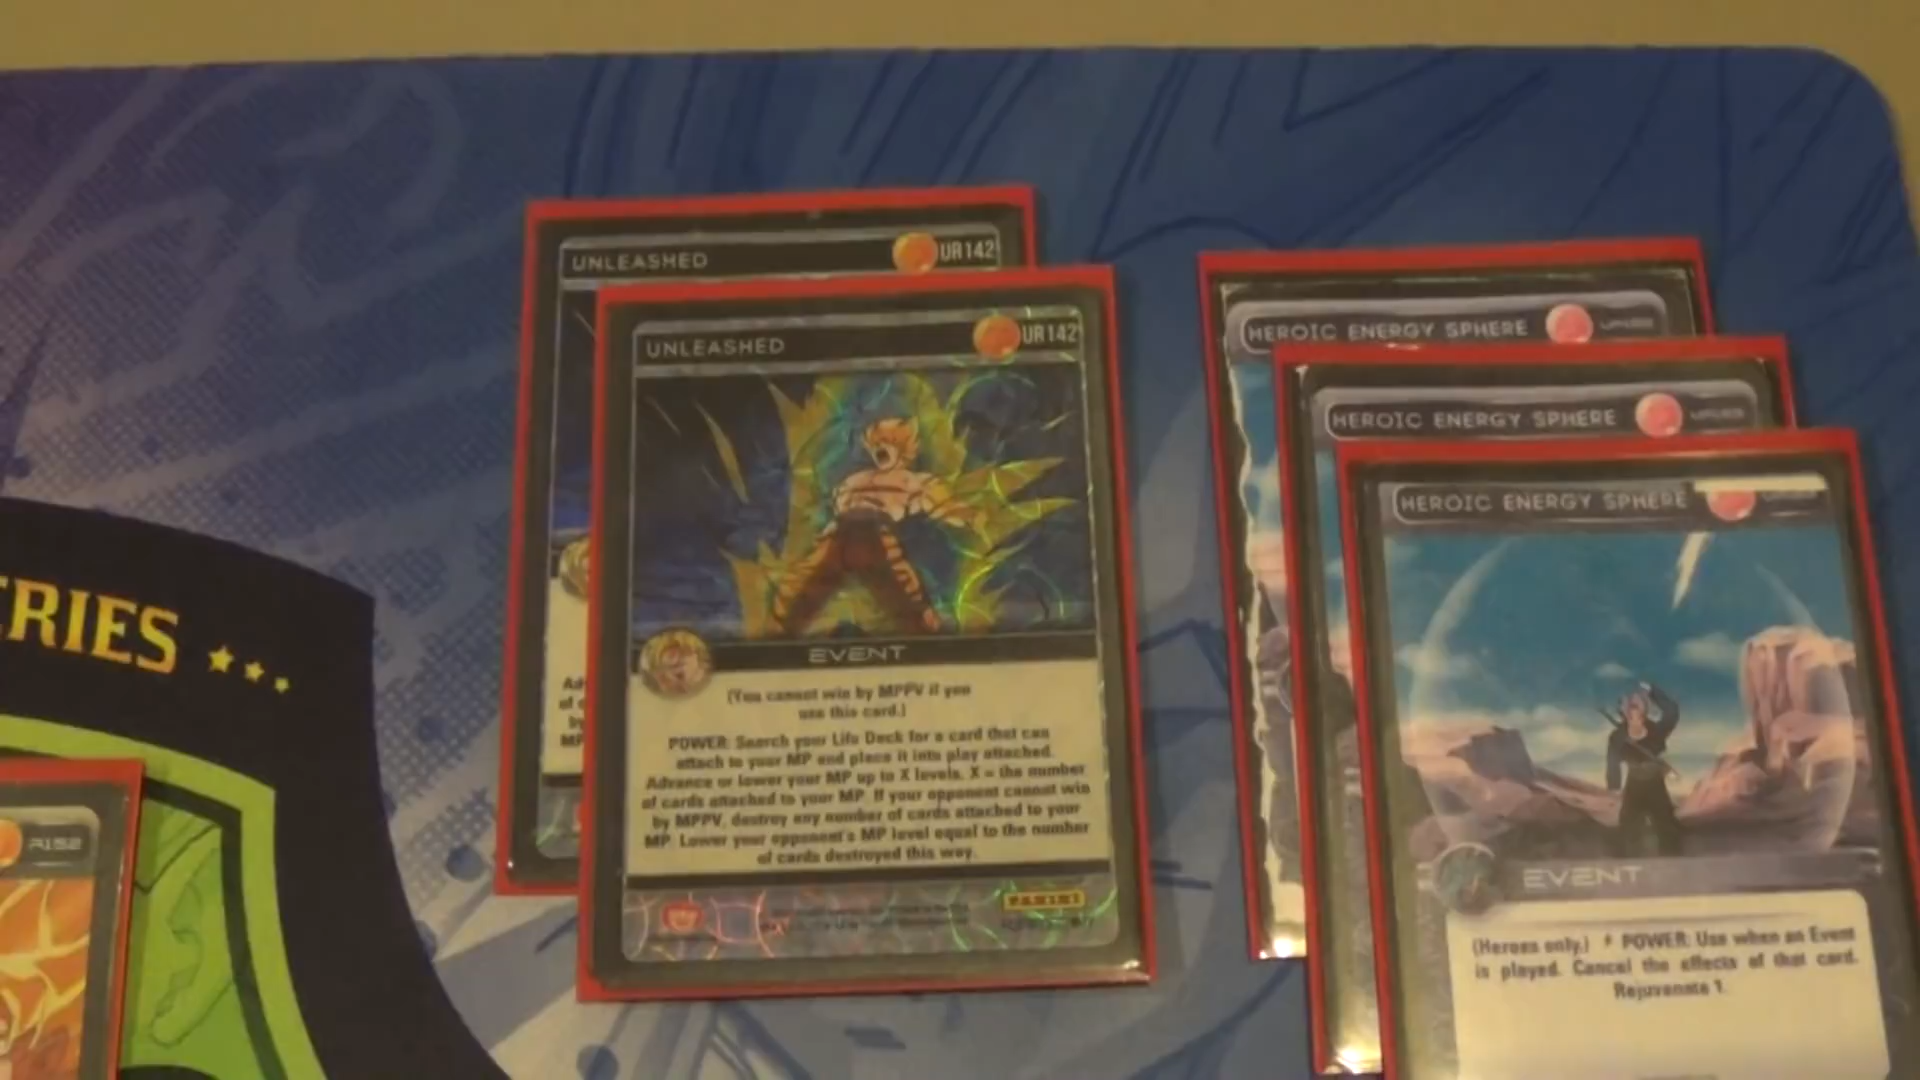 UNLEASHED UR142
UNLEASHED UR142
EVENT
(You cannot win by MPPV if you
use this card.)
POWER: Search your Life Deck for a card that can
attach to your MP and place it into play attached.
Advance or lower your MP up to X levels. X = the number
of cards attached to your MP. If your opponent cannot win
by MPPV, destroy any number of cards attached to your
MP. Lower your opponent's MP level equal to the number
of cards destroyed this way.
PANINI
HEROIC ENERGY SPHERE
HEROIC ENERGY SPHERE
HEROIC ENERGY SPHERE
EVENT
(Heroes only.) POWER: Use when an Event
is played. Cancel the effects of that card.
Rejuvenate 1.
ERIES
R152